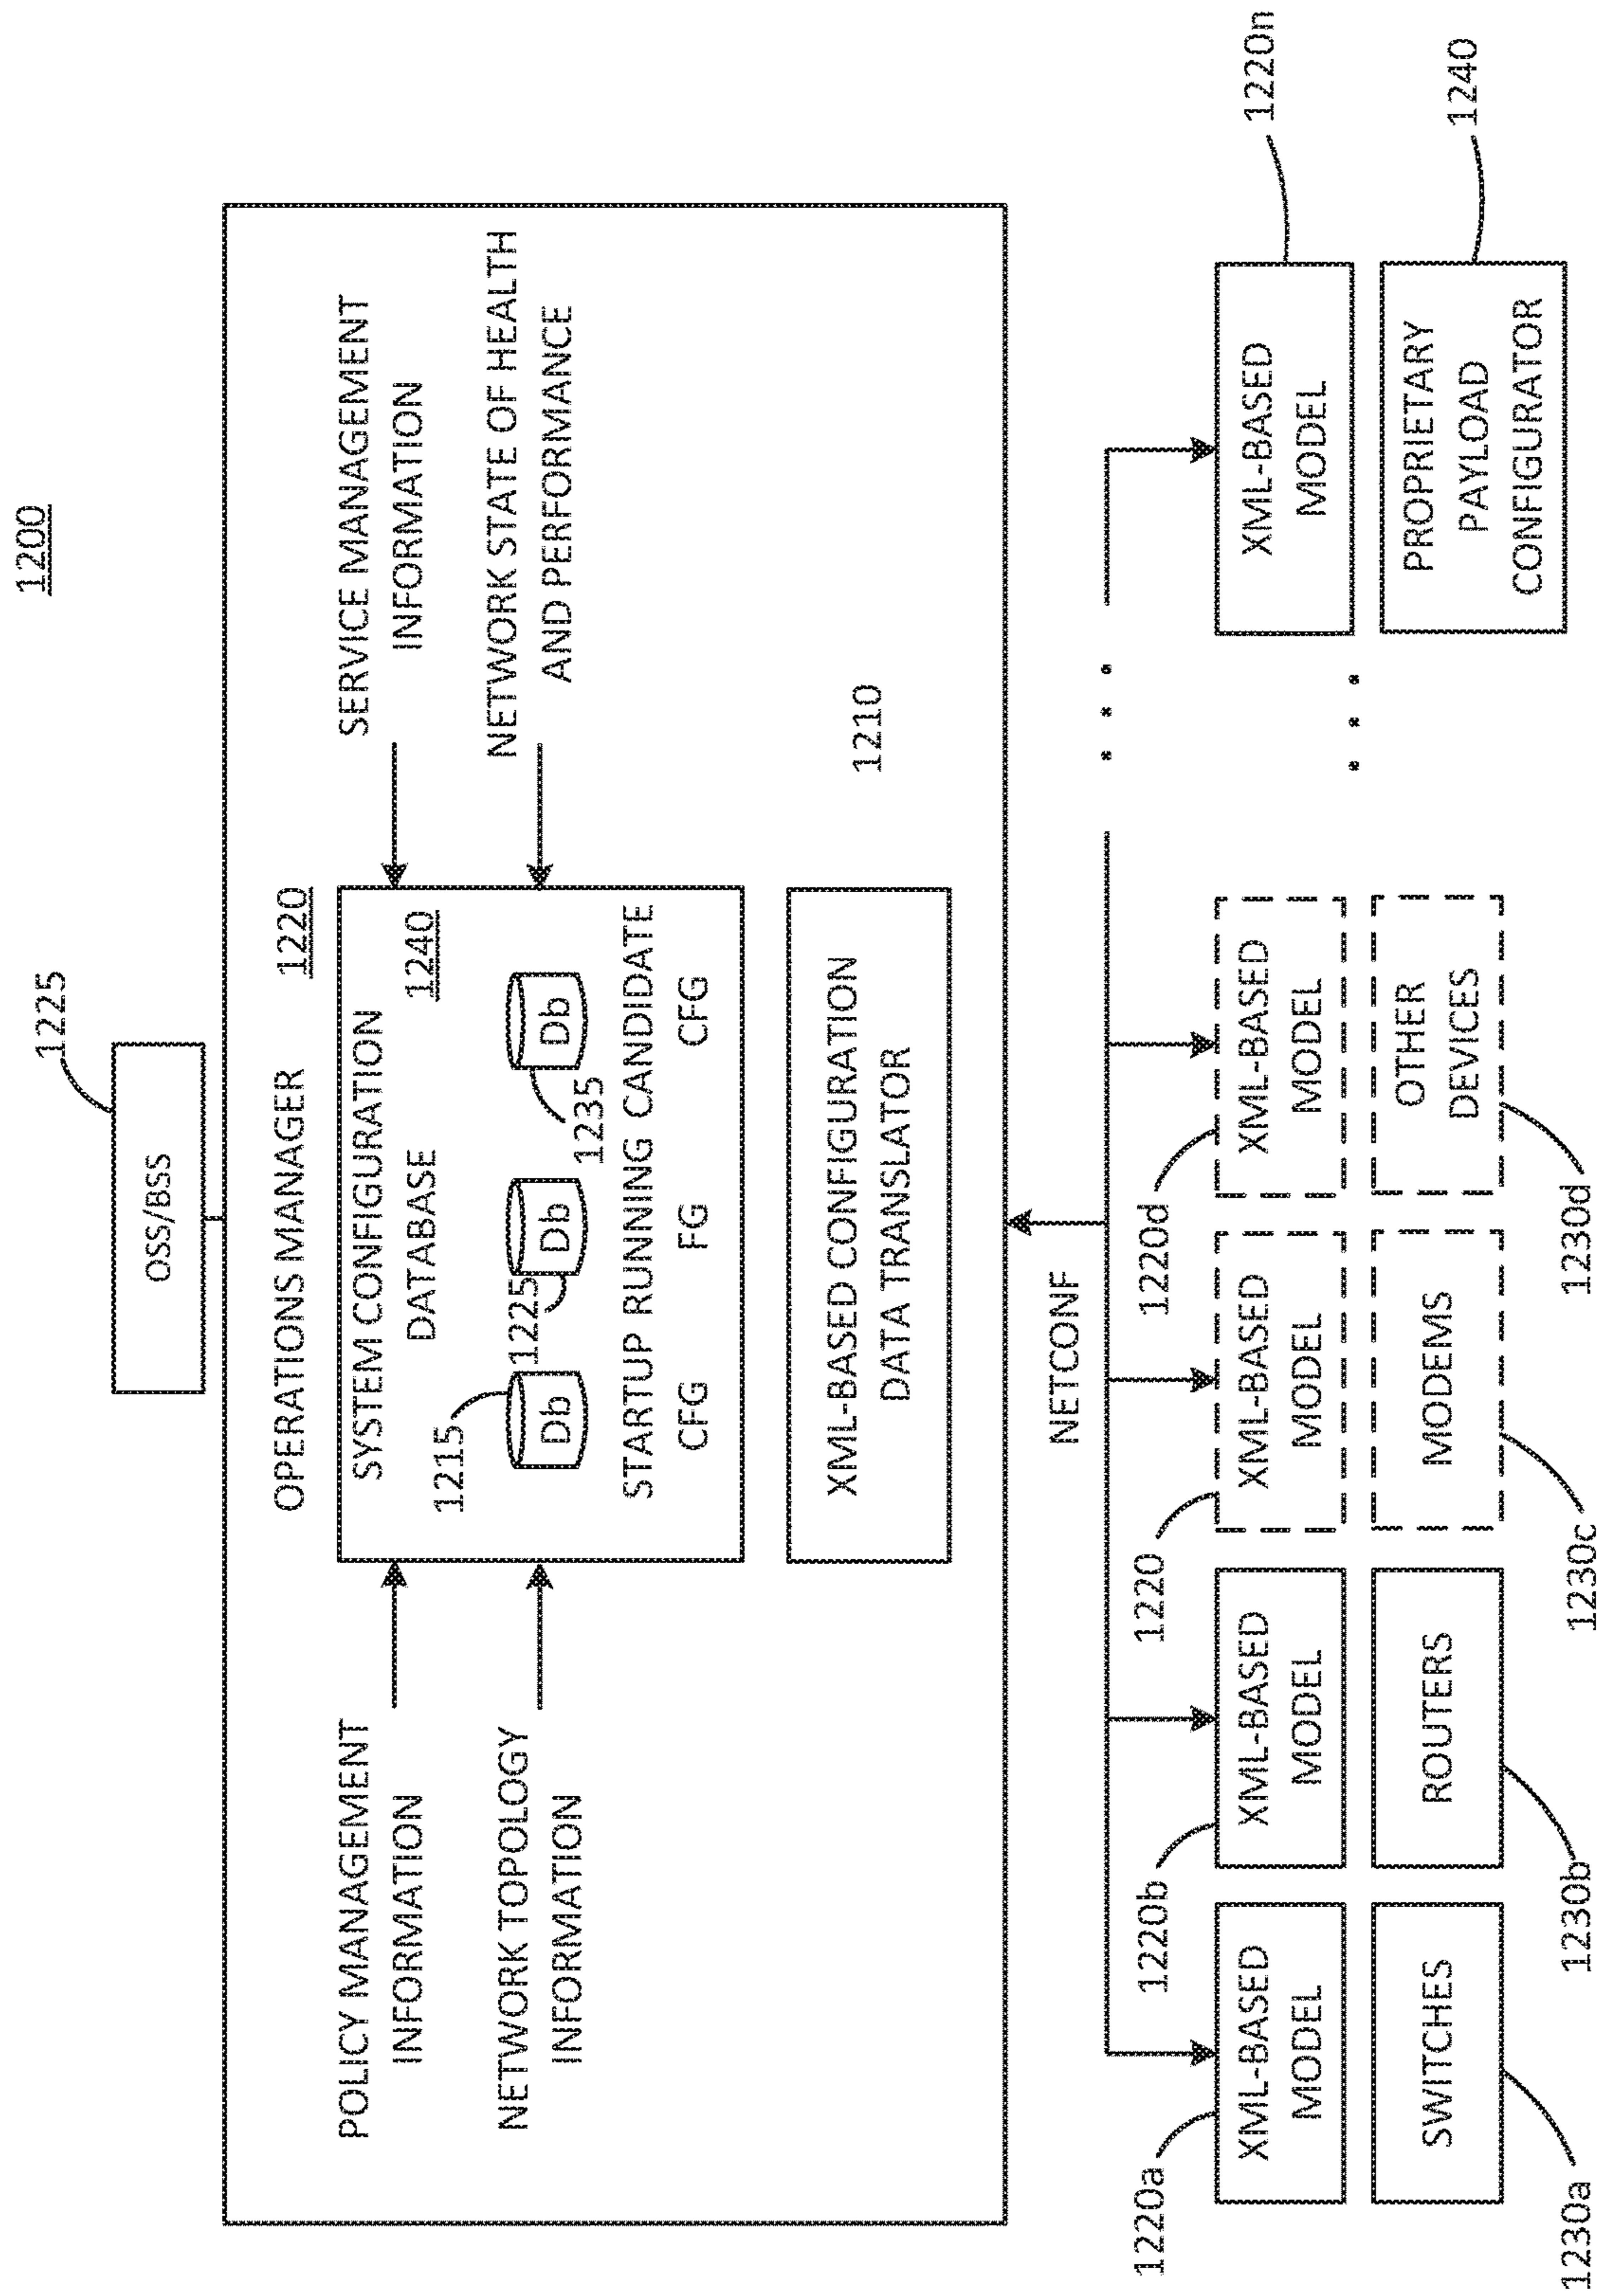 1200
1225
OSS/BSS
OPERATIONS MANAGER 1220
POLICY MANAGEMENT
INFORMATION
NETWORK TOPOLOGY
INFORMATION
SYSTEM CONFIGURATION
DATABASE 1240
1215
Db
1225
Db
1235
Db
STARTUP RUNNING CANDIDATE
CFG FG CFG
SERVICE MANAGEMENT
INFORMATION
NETWORK STATE OF HEALTH
AND PERFORMANCE
XML-BASED CONFIGURATION
DATA TRANSLATOR
1210
NETCONF
1220a
XML-BASED
MODEL
SWITCHES
1230a
1220b
XML-BASED
MODEL
ROUTERS
1230b
1220
XML-BASED
MODEL
MODEMS
1230c
1220d
XML-BASED
MODEL
OTHER
DEVICES
1230d
XML-BASED
MODEL
1220n
PROPRIETARY
PAYLOAD
CONFIGURATOR
1240